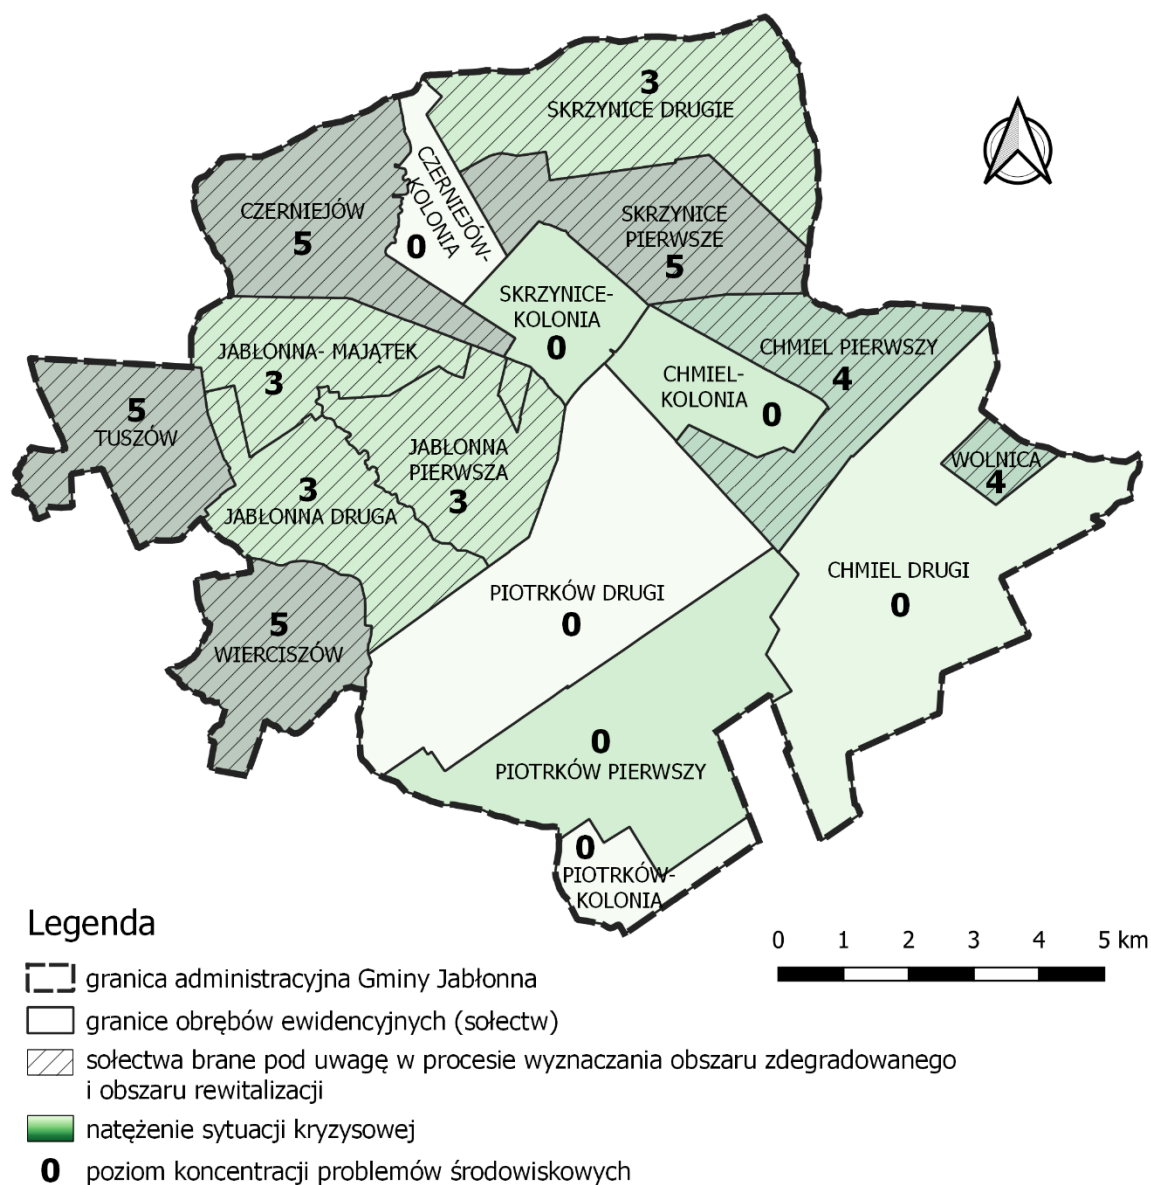 3
SKRZYNICE DRUGIE
CZERNIEJÓW-
KOLONIA
0
CZERNIEJÓW
5
SKRZYNICE
PIERWSZE
5
SKRZYNICE-
KOLONIA
0
JABŁONNA- MAJĄTEK
3
CHMIEL PIERWSZY
4
CHMIEL-
KOLONIA
0
5
TUSZÓW
JABŁONNA
PIERWSZA
3
WOLNICA
4
3
JABŁONNA DRUGA
CHMIEL DRUGI
0
PIOTRKÓW DRUGI
0
5
WIERCISZÓW
0
PIOTRKÓW PIERWSZY
0
PIOTRKÓW-
KOLONIA
Legenda
granica administracyjna Gminy Jabłonna
granice obrębów ewidencyjnych (sołectw)
sołectwa brane pod uwagę w procesie wyznaczania obszaru zdegradowanego
i obszaru rewitalizacji
natężenie sytuacji kryzysowej
0 poziom koncentracji problemów środowiskowych
0 1 2 3 4 5 km